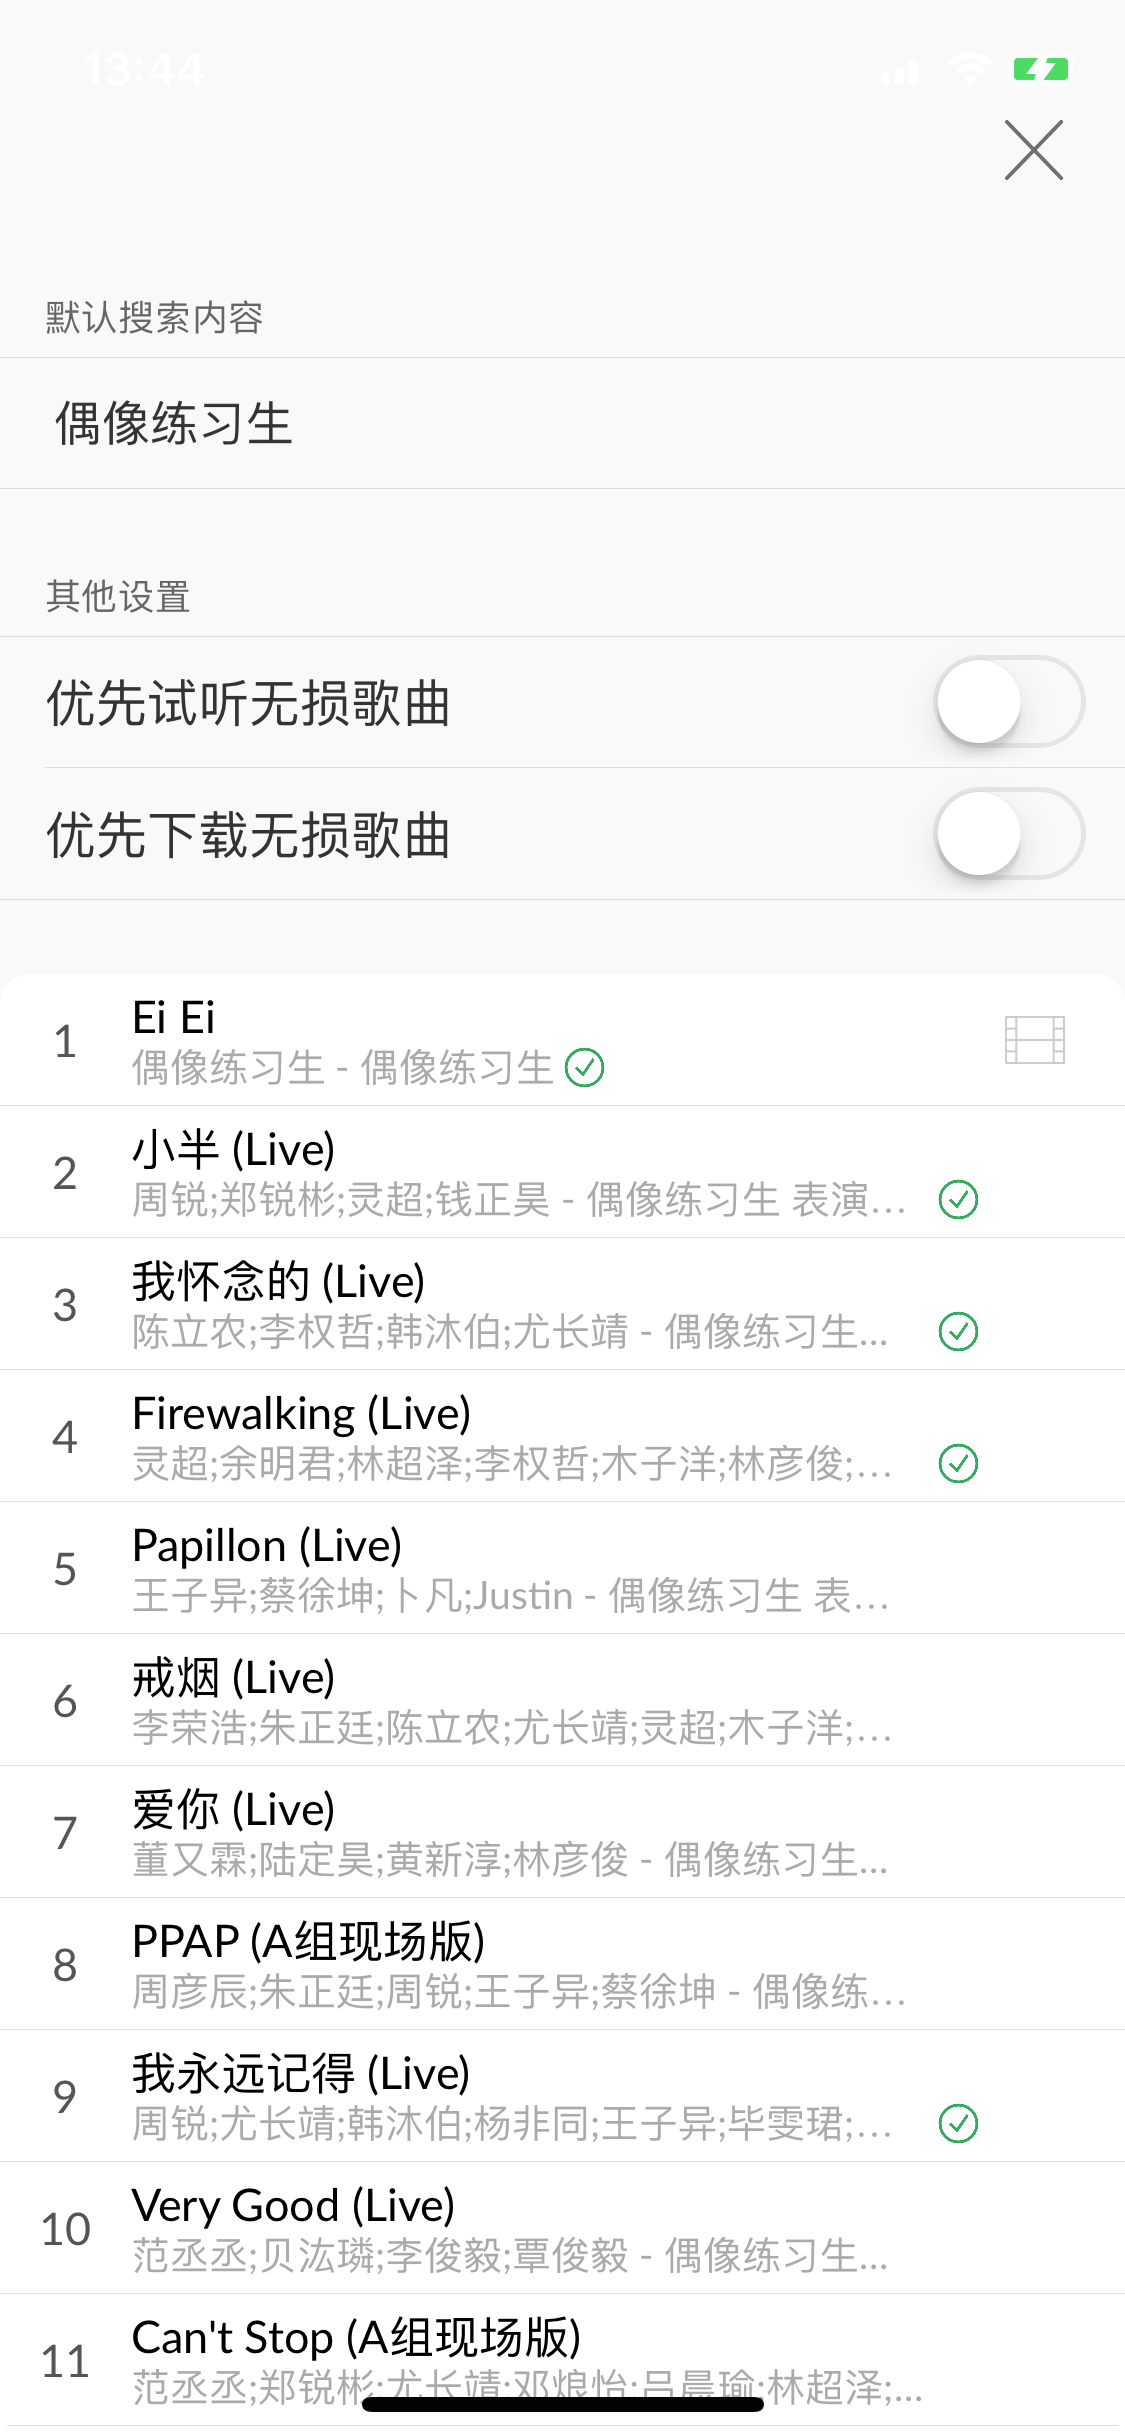 13:44
默认搜索内容
偶像练习生
其他设置
优先试听无损歌曲
优先下载无损歌曲
1
Ei Ei
偶像练习生 - 偶像练习生
2
小半 (Live)
周锐;郑锐彬;灵超;钱正昊 - 偶像练习生 表演...
3
我怀念的 (Live)
陈立农;李权哲;韩沐伯;尤长靖 - 偶像练习生...
4
Firewalking (Live)
灵超;余明君;林超泽;李权哲;木子洋;林彦俊;...
5
Papillon (Live)
王子异;蔡徐坤;卜凡;Justin - 偶像练习生 表...
6
戒烟 (Live)
李荣浩;朱正廷;陈立农;尤长靖;灵超;木子洋;...
7
爱你 (Live)
董又霖;陆定昊;黄新淳;林彦俊 - 偶像练习生...
8
PPAP (A组现场版)
周彦辰;朱正廷;周锐;王子异;蔡徐坤 - 偶像练...
9
我永远记得 (Live)
周锐;尤长靖;韩沐伯;杨非同;王子异;毕雯珺;...
10
Very Good (Live)
范丞丞;贝汯璘;李俊毅;覃俊毅 - 偶像练习生...
11
Can't Stop (A组现场版)
范丞丞;郑锐彬;尤长靖;邓烺怡;吕晨瑜;林超泽;...